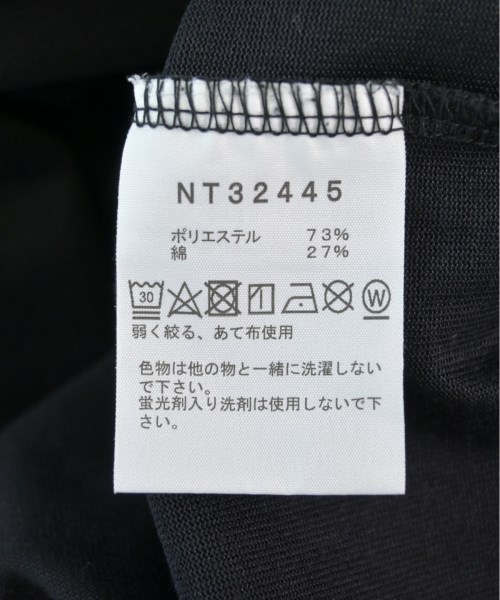 NT32445
ポリエステル 73%
綿 27%
30 W
弱く絞る、あて布使用
色物は他の物と一緒に洗濯しない
で下さい。
蛍光剤入り洗剤は使用しないで下
さい。